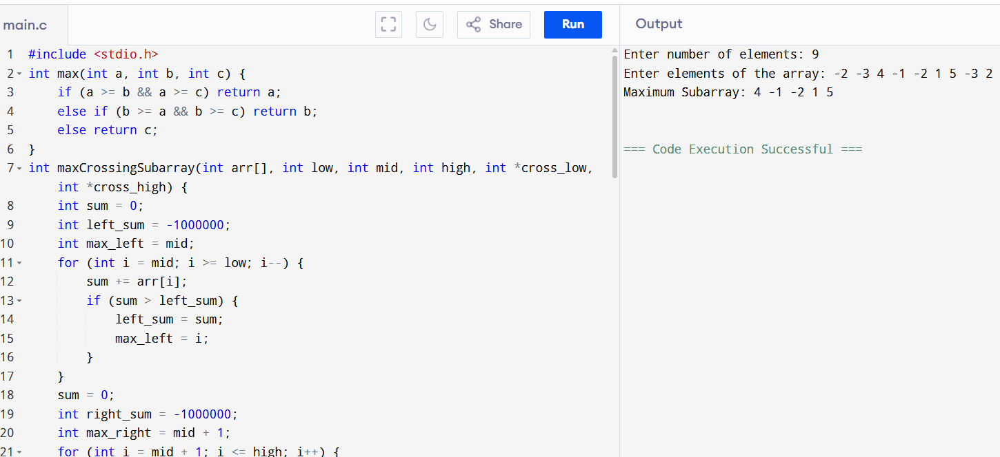 main.c
Share
Run
Output
1 #include <stdio.h>
2 int max(int a, int b, int c) {
3     if (a >= b && a >= c) return a;
4     else if (b >= a && b >= c) return b;
5     else return c;
6 }
7 int maxCrossingSubarray(int arr[], int low, int mid, int high, int *cross_low,
    int *cross_high) {
8     int sum = 0;
9     int left_sum = -1000000;
10     int max_left = mid;
11     for (int i = mid; i >= low; i--) {
12         sum += arr[i];
13         if (sum > left_sum) {
14             left_sum = sum;
15             max_left = i;
16         }
17     }
18     sum = 0;
19     int right_sum = -1000000;
20     int max_right = mid + 1;
21     for (int i = mid + 1; i <= high; i++) {
Enter number of elements: 9
Enter elements of the array: -2 -3 4 -1 -2 1 5 -3 2
Maximum Subarray: 4 -1 -2 1 5
=== Code Execution Successful ===